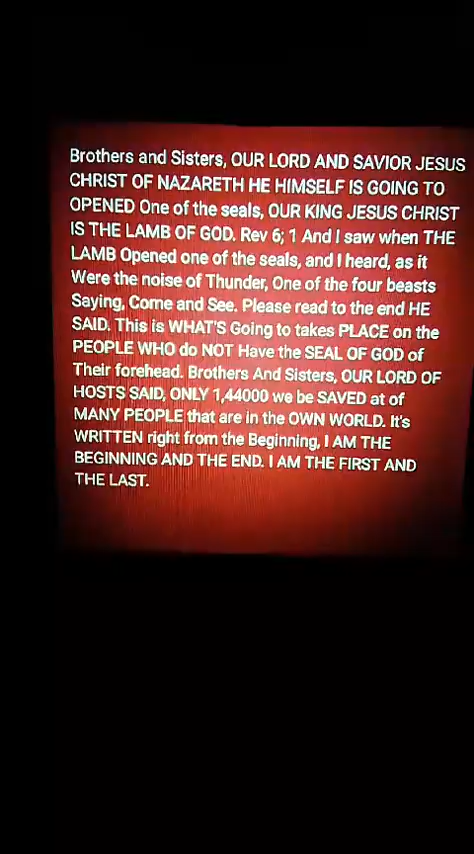 Brothers and Sisters, OUR LORD AND SAVIOR JESUS
CHRIST OF NAZARETH HE HIMSELF IS GOING TO
OPENED One of the seals, OUR KING JESUS CHRIST
IS THE LAMB OF GOD. Rev 6; 1 And I saw when THE
LAMB Opened one of the seals, and I heard, as it
Were the noise of Thunder, One of the four beasts
Saying, Come and See. Please read to the end HE
SAID. This is WHAT'S Going to takes PLACE on the
PEOPLE WHO do NOT Have the SEAL OF GOD of
Their forehead. Brothers And Sisters, OUR LORD OF
HOSTS SAID, ONLY 1,44000 we be SAVED at of
MANY PEOPLE that are in the OWN WORLD. It's
WRITTEN right from the Beginning, I AM THE
BEGINNING AND THE END. I AM THE FIRST AND
THE LAST.